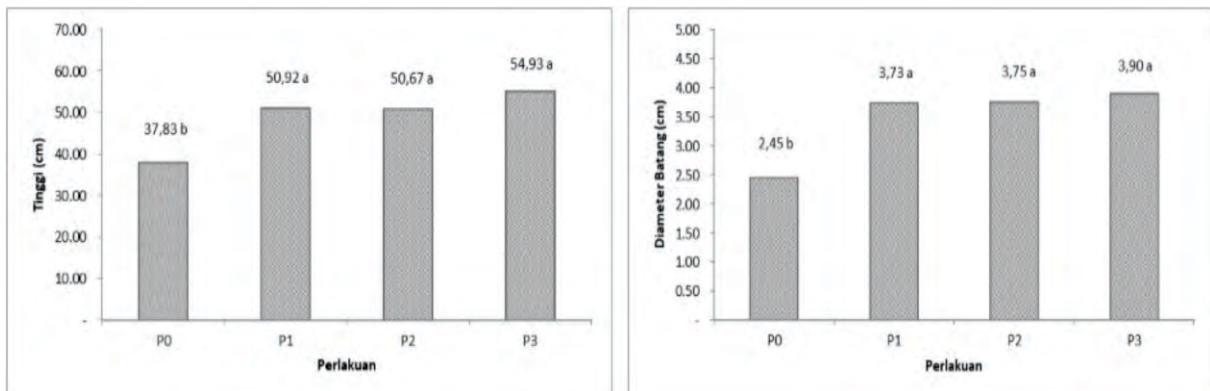 70.00
60.00
50.00
40.00
30.00
20.00
10.00
-
Tinggi (cm)
37,83 b
50,92 a
50,67 a
54,93 a
P0 P1 P2 P3
Perlakuan
5.00
4.50
4.00
3.50
3.00
2.50
2.00
1.50
1.00
0.50
-
Diameter Batang (cm)
2,45 b
3,73 a
3,75 a
3,90 a
P0 P1 P2 P3
Perlakuan